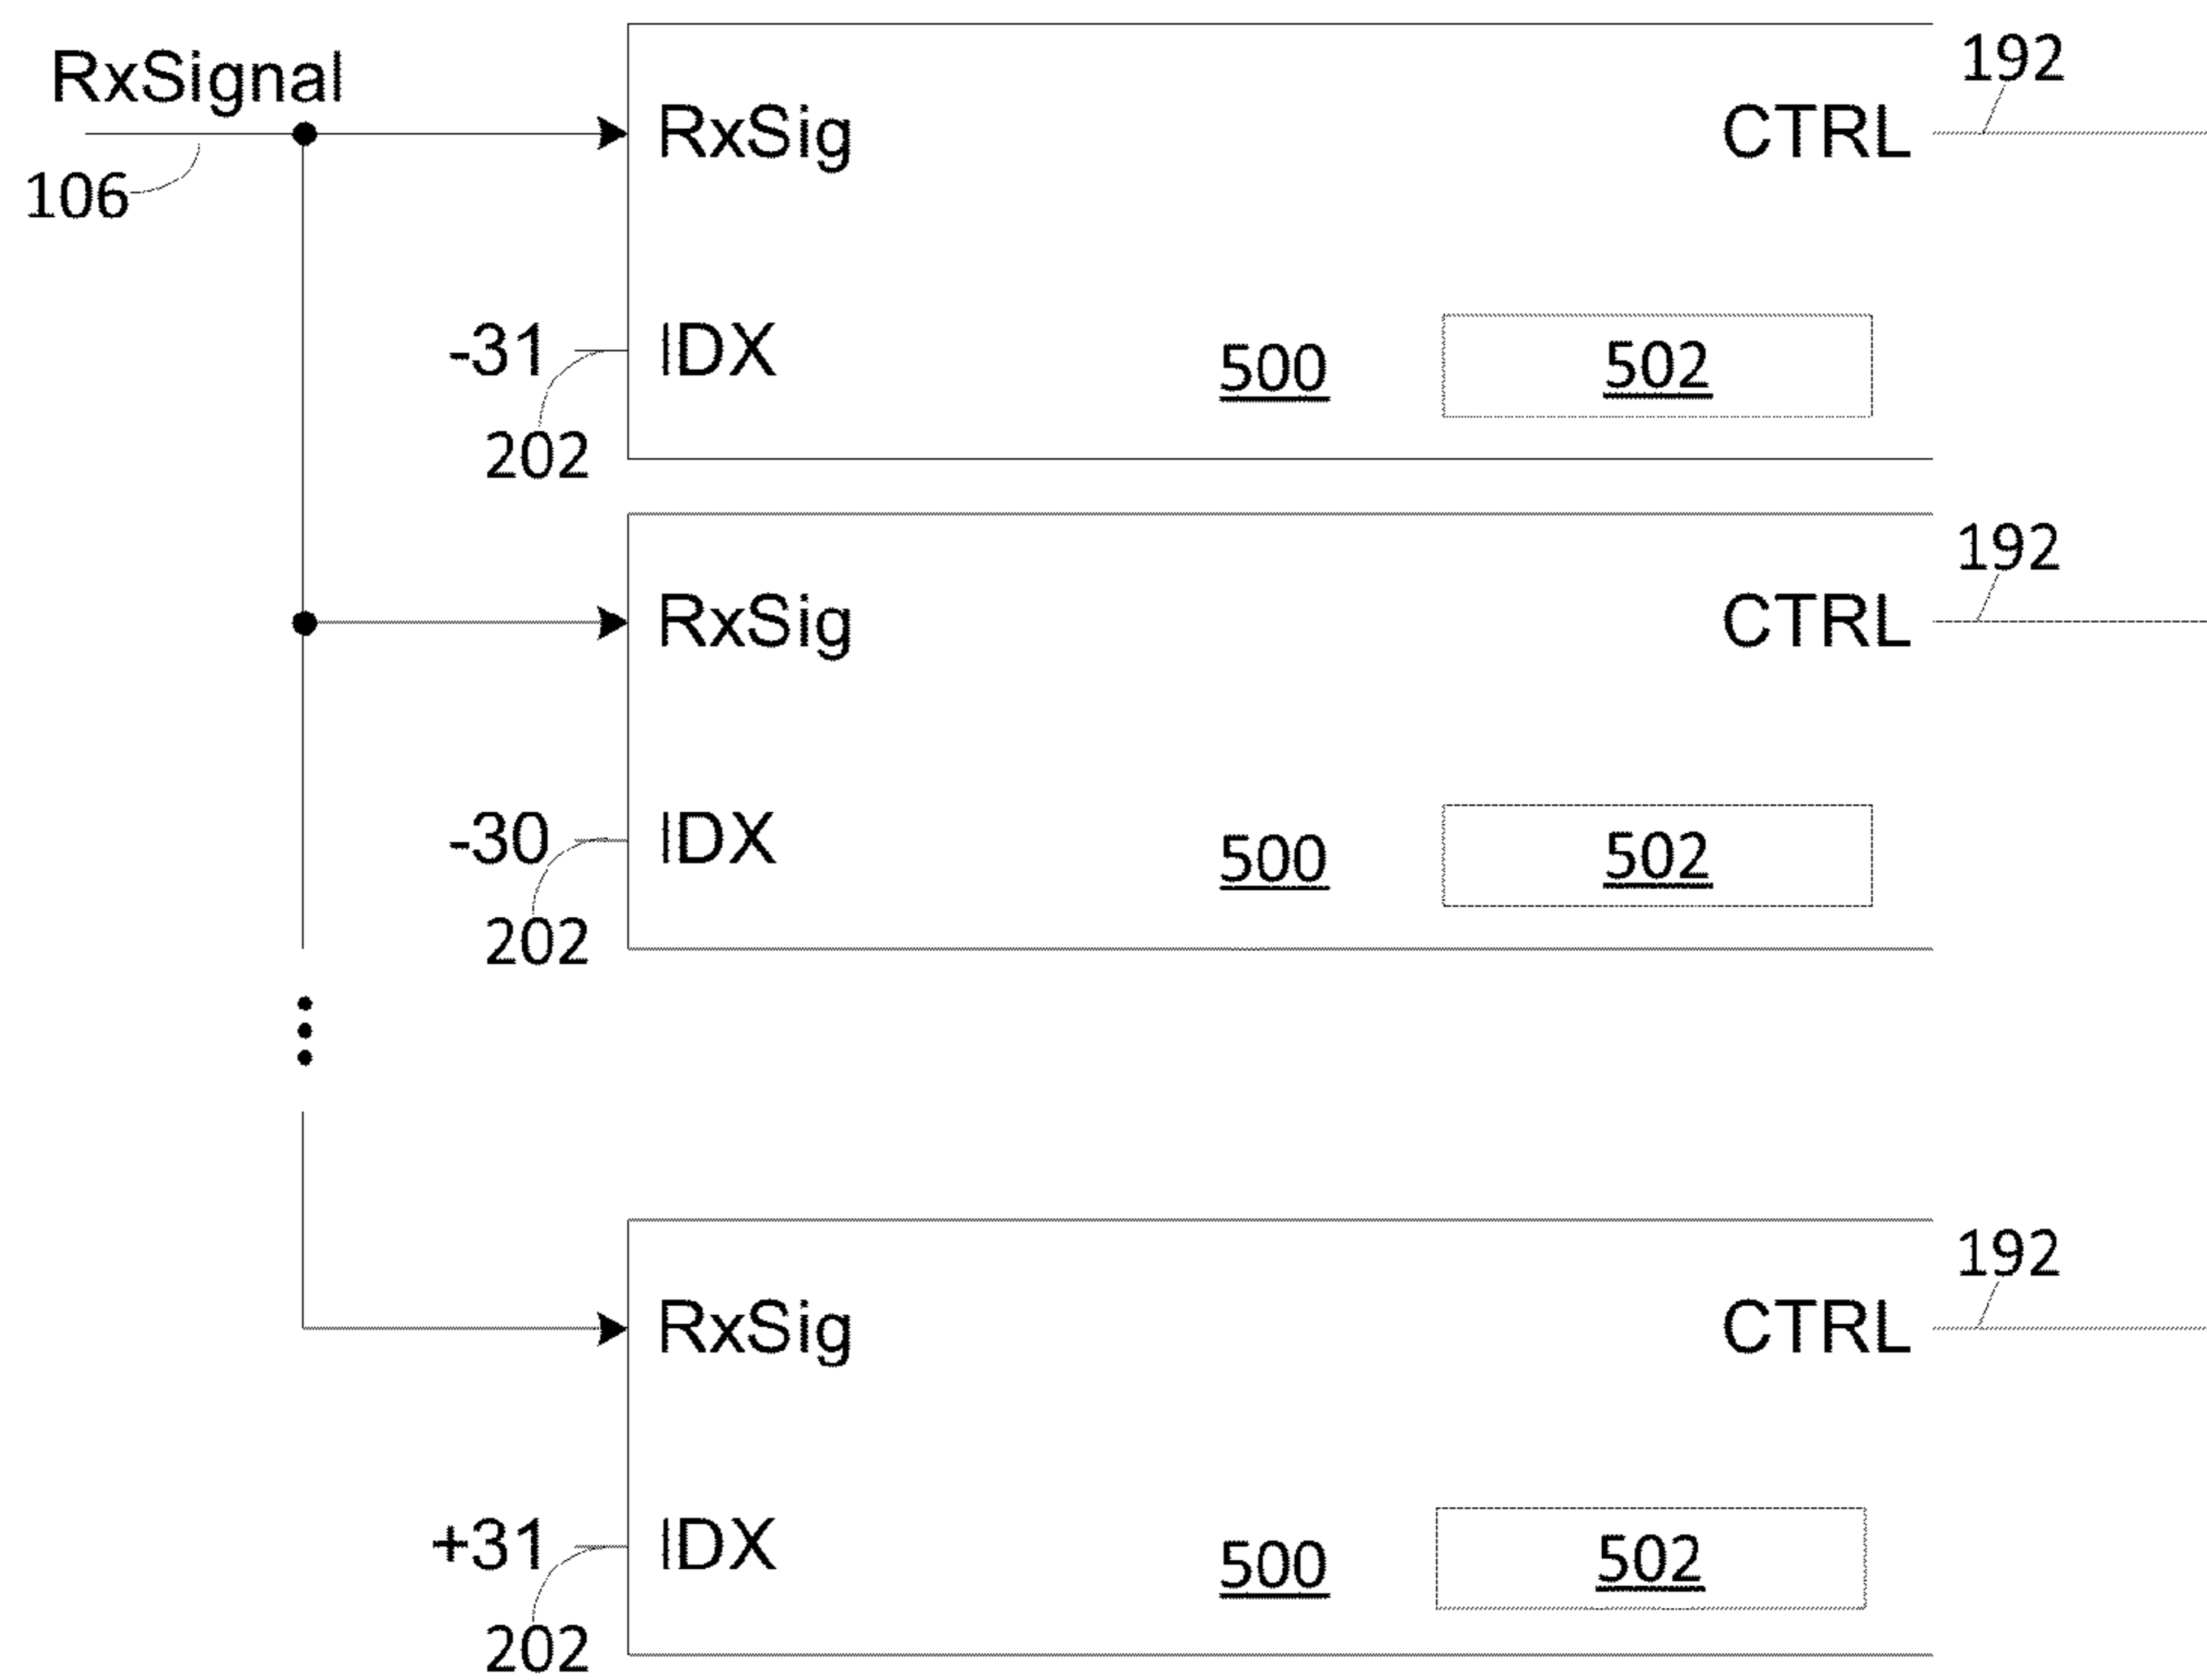 RxSignal
106
RxSig
CTRL
192
-31
IDX
500
502
202
RxSig
CTRL
192
-30
IDX
500
502
202
RxSig
CTRL
192
+31
IDX
500
502
202